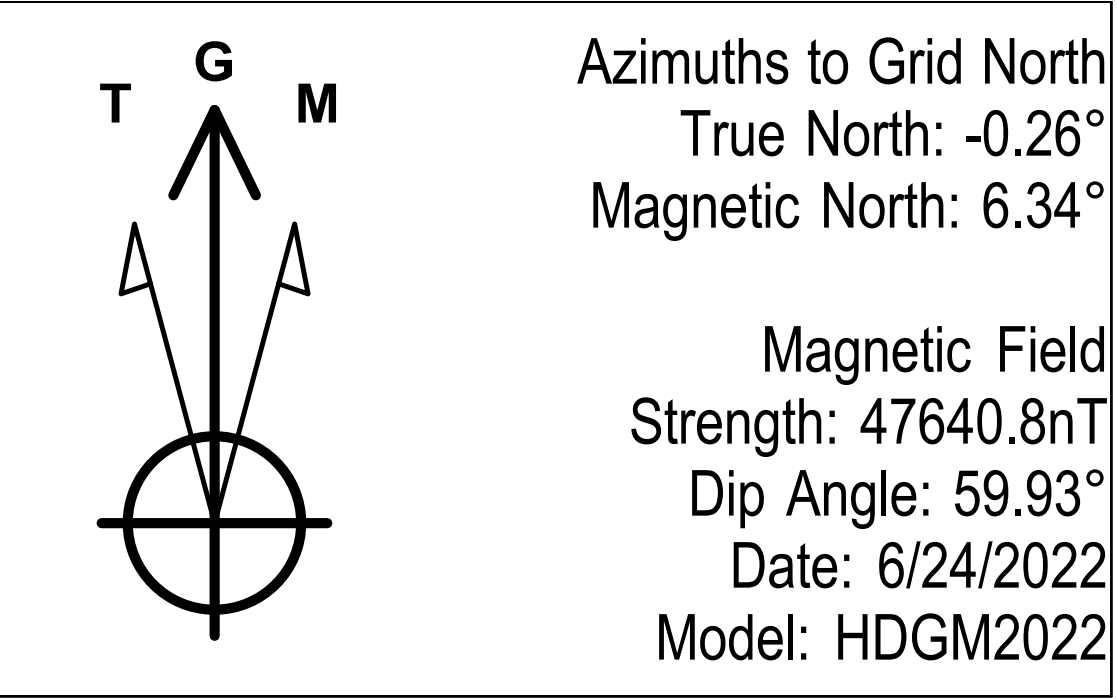 G
T M
Azimuths to Grid North
True North: -0.26°
Magnetic North: 6.34°
Magnetic Field
Strength: 47640.8nT
Dip Angle: 59.93°
Date: 6/24/2022
Model: HDGM2022